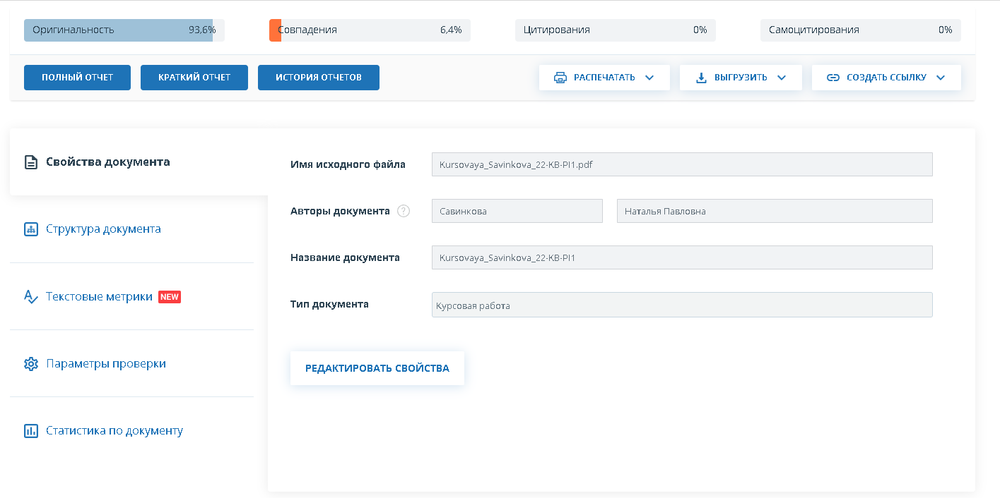 Оригинальность 93,6% Совпадения 6,4% Цитирования 0% Самоцитирования 0%
ПОЛНЫЙ ОТЧЕТ КРАТКИЙ ОТЧЕТ ИСТОРИЯ ОТЧЕТОВ РАСПЕЧАТАТЬ ВЫГРУЗИТЬ СОЗДАТЬ ССЫЛКУ
Свойства документа
Структура документа
Текстовые метрики NEW
Параметры проверки
Статистика по документу
Имя исходного файла Kursovaya_Savinkova_22-KB-PI1.pdf
Авторы документа ? Савинкова Наталья Павловна
Название документа Kursovaya_Savinkova_22-KB-PI1
Тип документа Курсовая работа
РЕДАКТИРОВАТЬ СВОЙСТВА